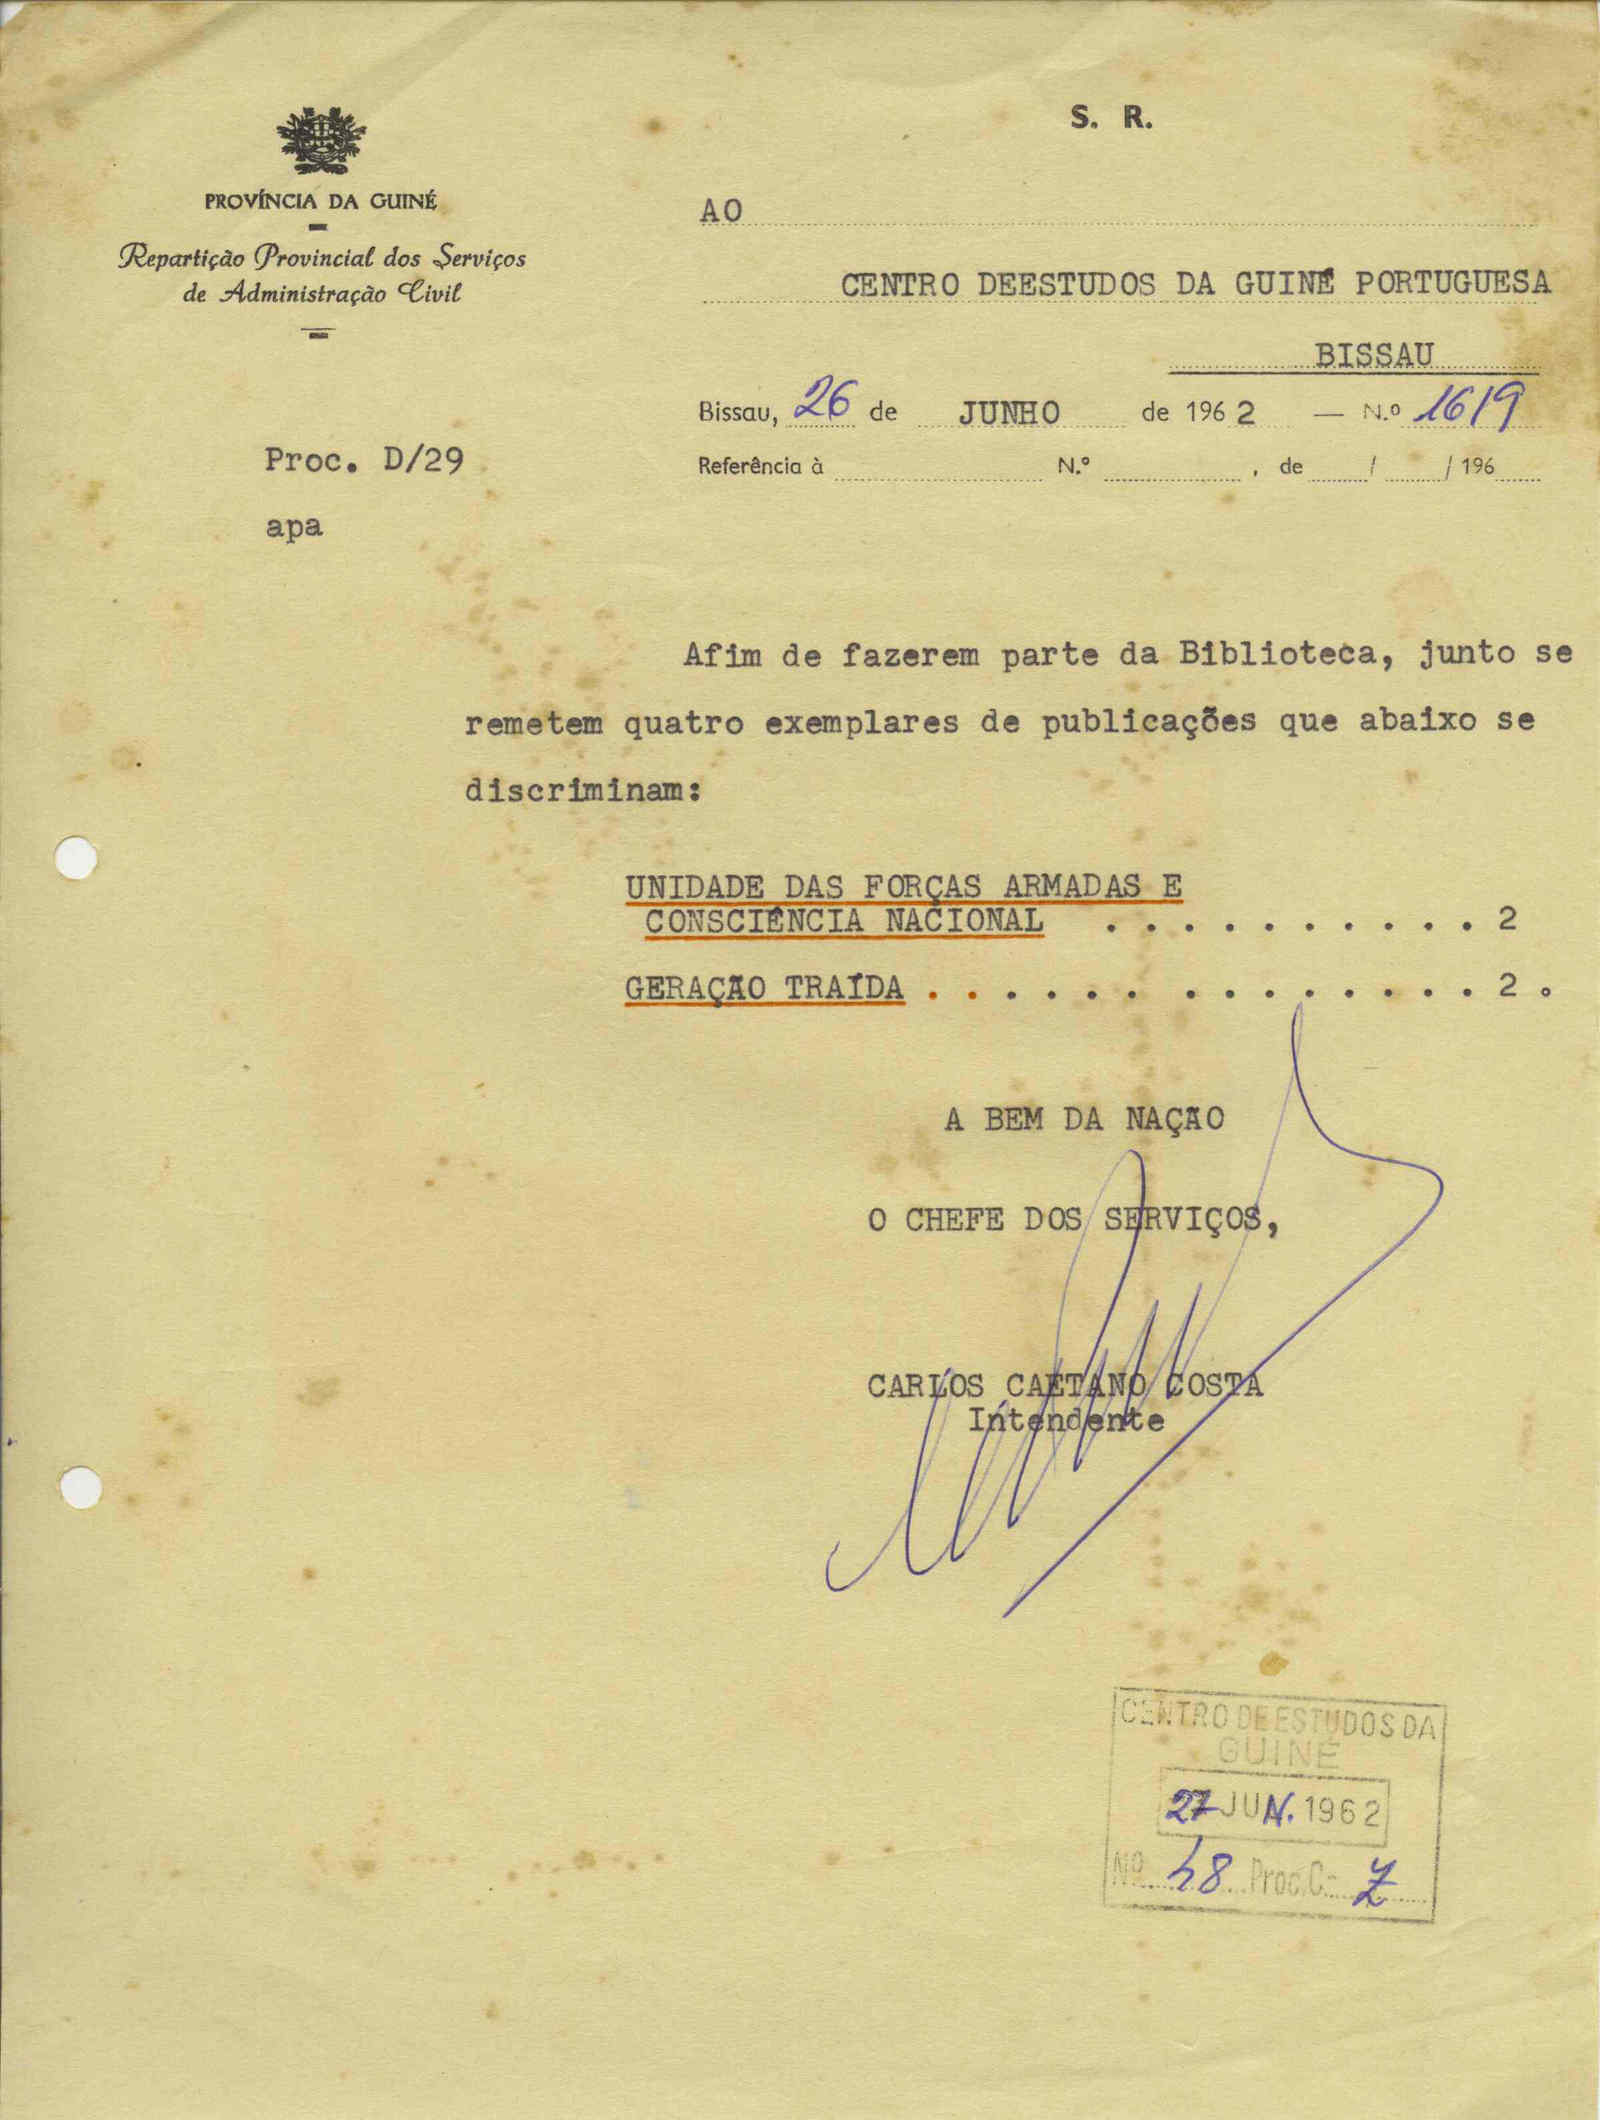 S. R.
PROVÍNCIA DA GUINÉ
Repartição Provincial dos Serviços
de Administração Civil
AO
CENTRO DEESTUDOS DA GUINÉ PORTUGUESA
BISSAU
Bissau, 26 de JUNHO de 1962 — N.º 1619
Referência à N.º , de / / 196
Proc. D/29
apa
Afim de fazerem parte da Biblioteca, junto se
remetem quatro exemplares de publicações que abaixo se
discriminam:
UNIDADE DAS FORÇAS ARMADAS E
CONSCIÊNCIA NACIONAL . . . . . . . . . . 2
GERAÇÃO TRAÍDA . . . . . . . . . . . . . . 2.
A BEM DA NAÇÃO
O CHEFE DOS SERVIÇOS,
CARLOS CAETANO COSTA
Intendente
CENTRO DE ESTUDOS DA
GUINÉ
27 JUN. 1962
Nº. 48 Proc. C-